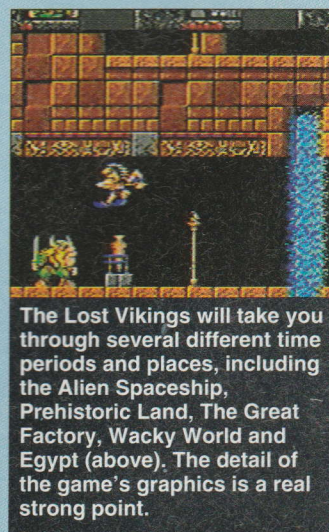 The Lost Vikings will take you
through several different time
periods and places, including
the Alien Spaceship,
Prehistoric Land, The Great
Factory, Wacky World and
Egypt (above). The detail of
the game's graphics is a real
strong point.